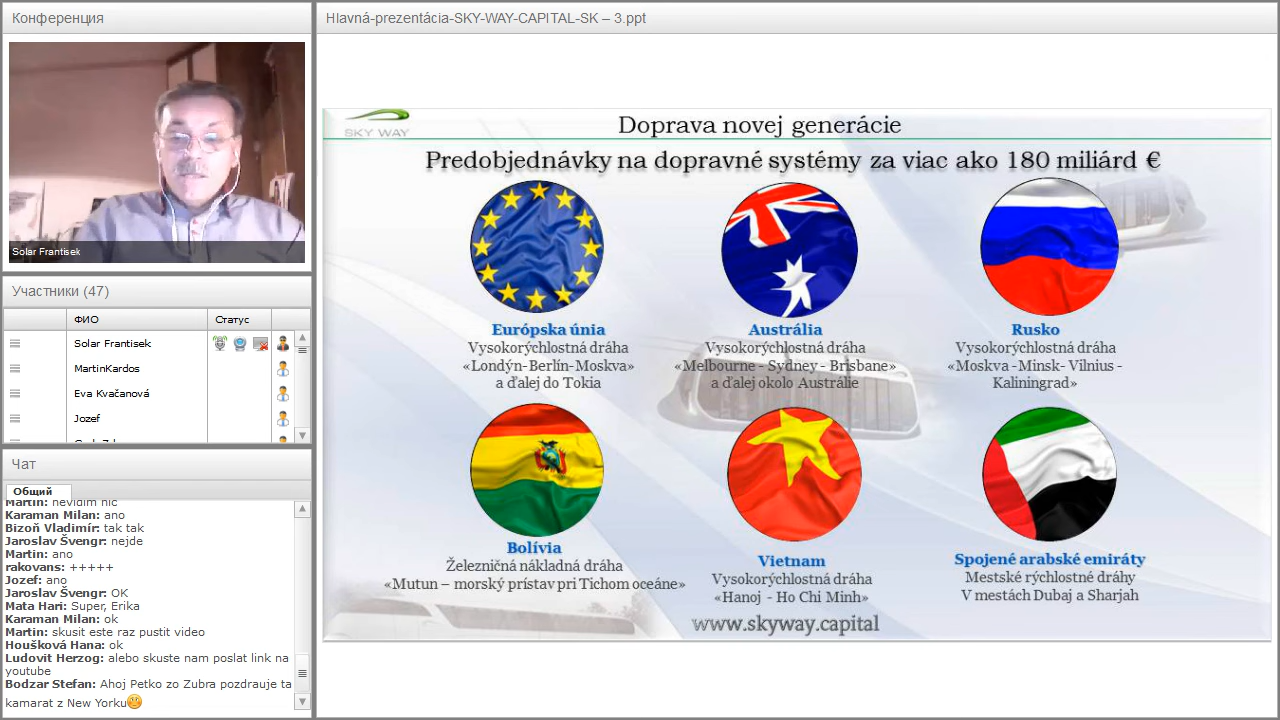 Конференция
Solar Frantisek
Участники (47)
ФИО
Статус
Solar Frantisek
MartinKardos
Eva Kvačanová
Jozef
Чат
Общий
Martin: nevidim nic
Karaman Milan: ano
Bizoň Vladimír: tak tak
Jaroslav Švengr: nejde
Martin: ano
rakovans: +++++
Jozef: ano
Jaroslav Švengr: OK
Mata Hari: Super, Erika
Karaman Milan: ok
Martin: skusit este raz pustit video
Houšková Hana: ok
Ludovit Herzog: alebo skuste nam poslat link na
youtube
Bodzar Stefan: Ahoj Petko zo Zubra pozdrauje ta
kamarat z New Yorku
Hlavná-prezentácia-SKY-WAY-CAPITAL-SK – 3.ppt
SKY WAY
Doprava novej generácie
Predobjednávky na dopravné systémy za viac ako 180 miliárd €
Európska únia
Vysokorýchlostná dráha
«Londýn-Berlín-Moskva»
a ďalej do Tokia
Austrália
Vysokorýchlostná dráha
«Melbourne - Sydney - Brisbane»
a ďalej okolo Austrálie
Rusko
Vysokorýchlostná dráha
«Moskva -Minsk- Vilnius -
Kaliningrad»
Bolívia
Železničná nákladná dráha
«Mutun – morský prístav pri Tichom oceáne»
Vietnam
Vysokorýchlostná dráha
«Hanoj - Ho Chi Minh»
Spojené arabské emiráty
Mestské rýchlostné dráhy
V mestách Dubaj a Sharjah
www.skyway.capital